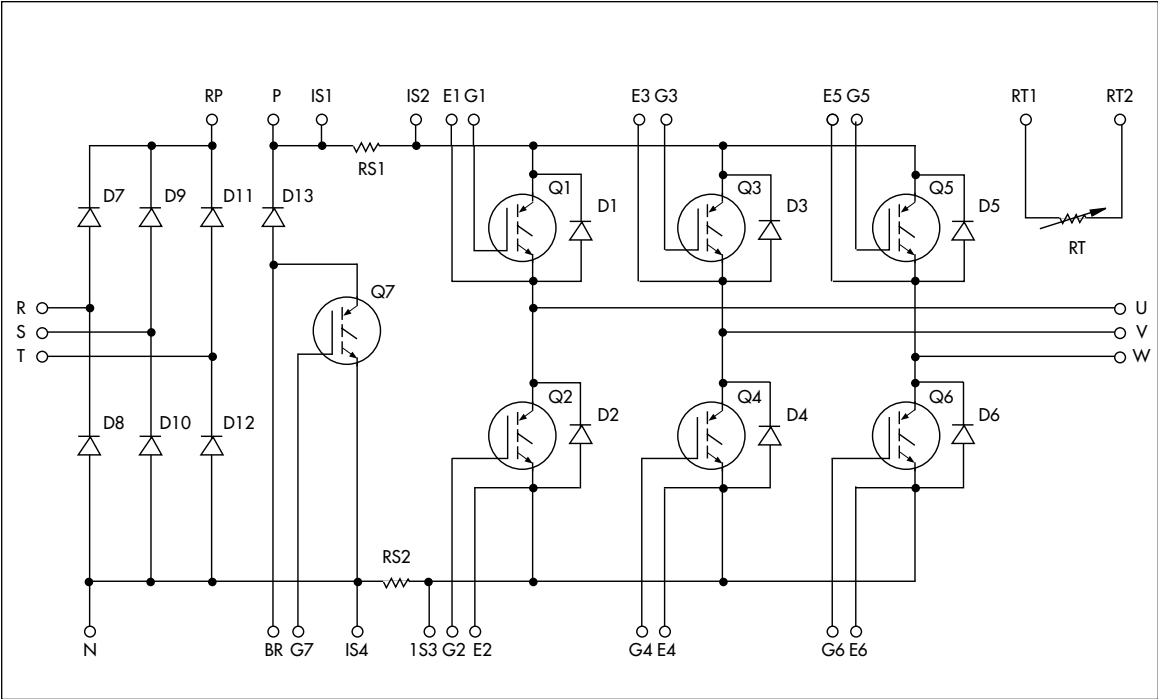 RP P IS1 IS2 E1 G1 E3 G3 E5 G5 RT1 RT2
RS1
D7 D9 D11 D13 Q1 D1 Q3 D3 Q5 D5
RT
Q7
R U
S V
T W
D8 D10 D12 Q2 D2 Q4 D4 Q6 D6
RS2
N BR G7 IS4 1S3 G2 E2 G4 E4 G6 E6